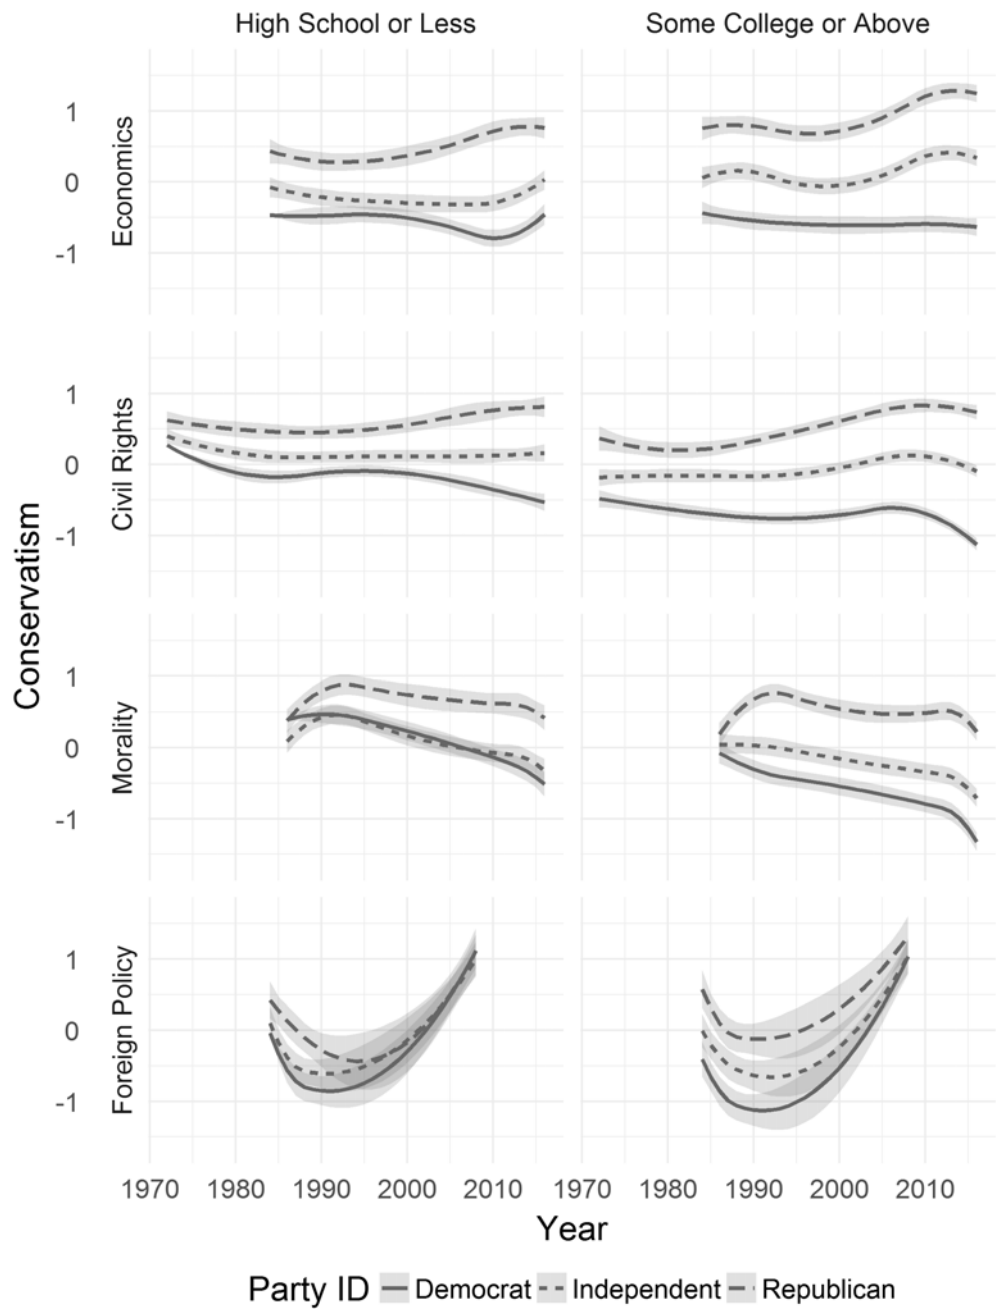 High School or Less
Some College or Above
Conservatism
Economics
1
0
-1
Civil Rights
1
0
-1
Morality
1
0
-1
Foreign Policy
1
0
-1
1970 1980 1990 2000 2010 1970 1980 1990 2000 2010
Year
Party ID Democrat Independent Republican